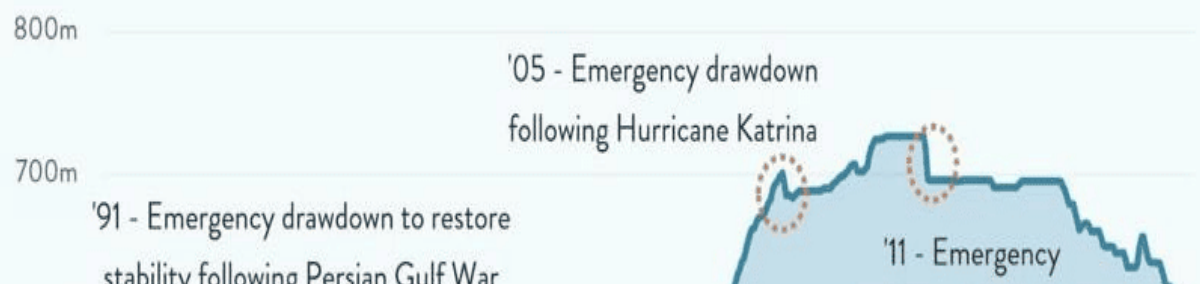 800m
'05 - Emergency drawdown
following Hurricane Katrina
700m
'91 - Emergency drawdown to restore
stability following Persian Gulf War
'11 - Emergency